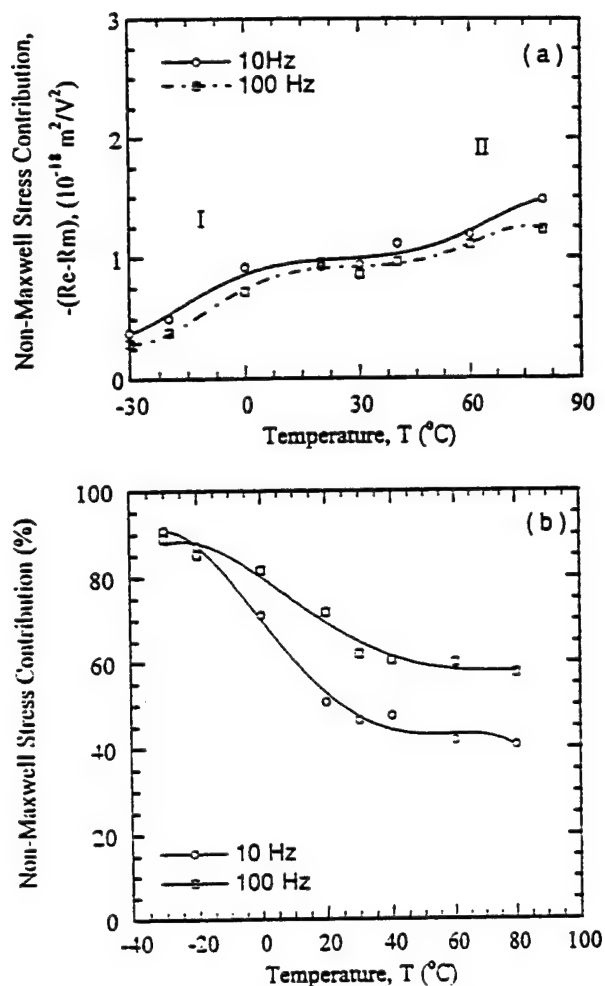 (a)
10Hz
100 Hz
3
2
1
0
I
II
Non-Maxwell Stress Contribution,
-(Re-Rm), (10⁻¹⁸ m²/V²)
-30
0
30
60
90
Temperature, T (°C)
(b)
100
80
60
40
20
0
Non-Maxwell Stress Contribution (%)
10 Hz
100 Hz
-40
-20
0
20
40
60
80
100
Temperature, T (°C)